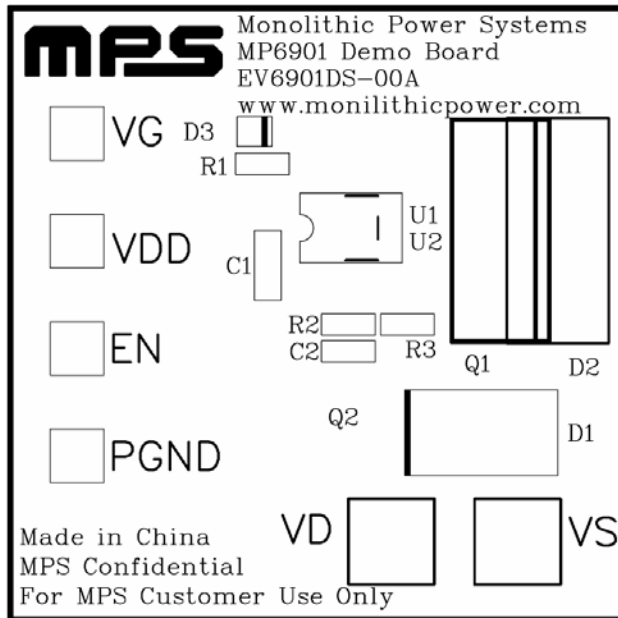 MPS
Monolithic Power Systems
MP6901 Demo Board
EV6901DS-00A
www.monilithicpower.com
VG
D3
R1
VDD
U1
U2
C1
EN
R2
R3
C2
Q1
D2
Q2
D1
PGND
VD
VS
Made in China
MPS Confidential
For MPS Customer Use Only